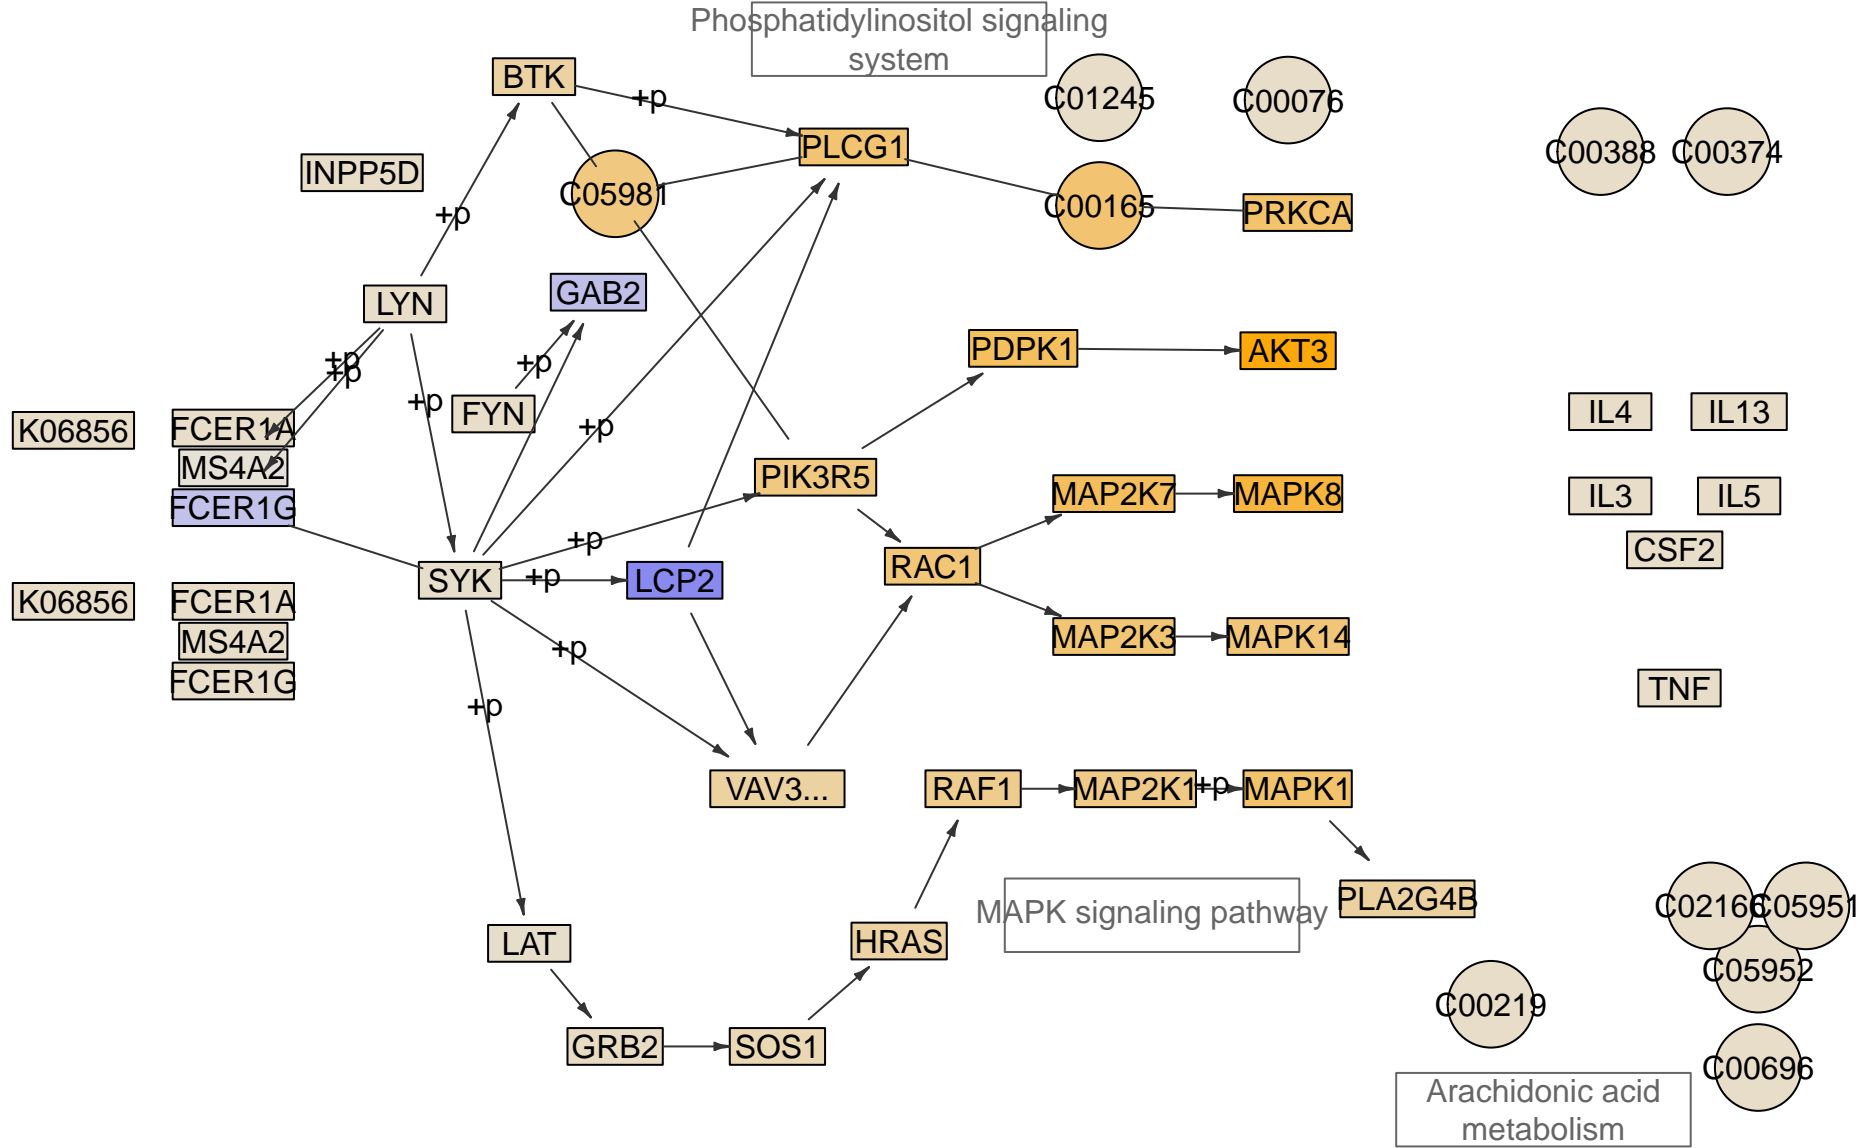 Phosphatidylinositol signaling
system
BTK
+p
C01245
C00076
PLCG1
C00388
C00374
INPP5D
C05981
C00165
PRKCA
+p
LYN
GAB2
PDPK1
AKT3
+p
+p
+p
+p
FYN
+p
K06856
FCER1A
MS4A2
FCER1G
IL4
IL13
PIK3R5
MAP2K7
MAPK8
IL3
IL5
+p
CSF2
SYK
+p
LCP2
RAC1
K06856
FCER1A
MS4A2
FCER1G
+p
MAP2K3
MAPK14
TNF
+p
VAV3...
RAF1
MAP2K1
+p
MAPK1
PLA2G4B
MAPK signaling pathway
C02166
C05951
C05952
LAT
HRAS
C00219
GRB2
SOS1
C00696
Arachidonic acid
metabolism